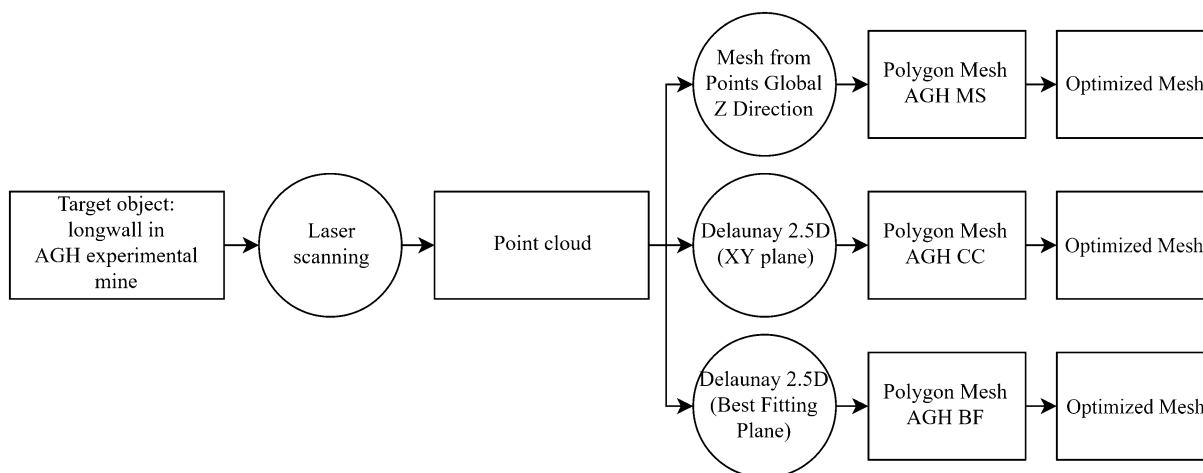 Target object:
longwall in
AGH experimental
mine
Laser
scanning
Point cloud
Mesh from
Points Global
Z Direction
Polygon Mesh
AGH MS
Optimized Mesh
Delaunay 2.5D
(XY plane)
Polygon Mesh
AGH CC
Optimized Mesh
Delaunay 2.5D
(Best Fitting
Plane)
Polygon Mesh
AGH BF
Optimized Mesh